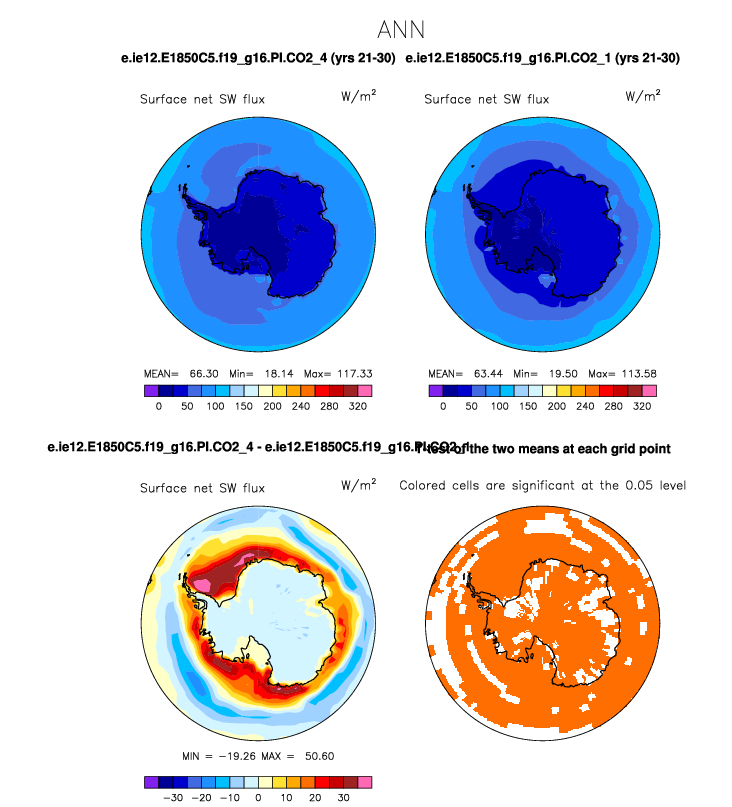 ANN
e.ie12.E1850C5.f19_g16.PI.CO2_4 (yrs 21-30) e.ie12.E1850C5.f19_g16.PI.CO2_1 (yrs 21-30)
Surface net SW flux W/m² Surface net SW flux W/m²
MEAN= 66.30 Min= 18.14 Max= 117.33 MEAN= 63.44 Min= 19.50 Max= 113.58
0 50 100 150 200 240 280 320 0 50 100 150 200 240 280 320
e.ie12.E1850C5.f19_g16.PI.CO2_4 - e.ie12.E1850C5.f19_g16.PI.CO2_1 T-test of the two means at each grid point
Surface net SW flux W/m² Colored cells are significant at the 0.05 level
MIN = −19.26 MAX = 50.60
−30 −20 −10 0 10 20 30